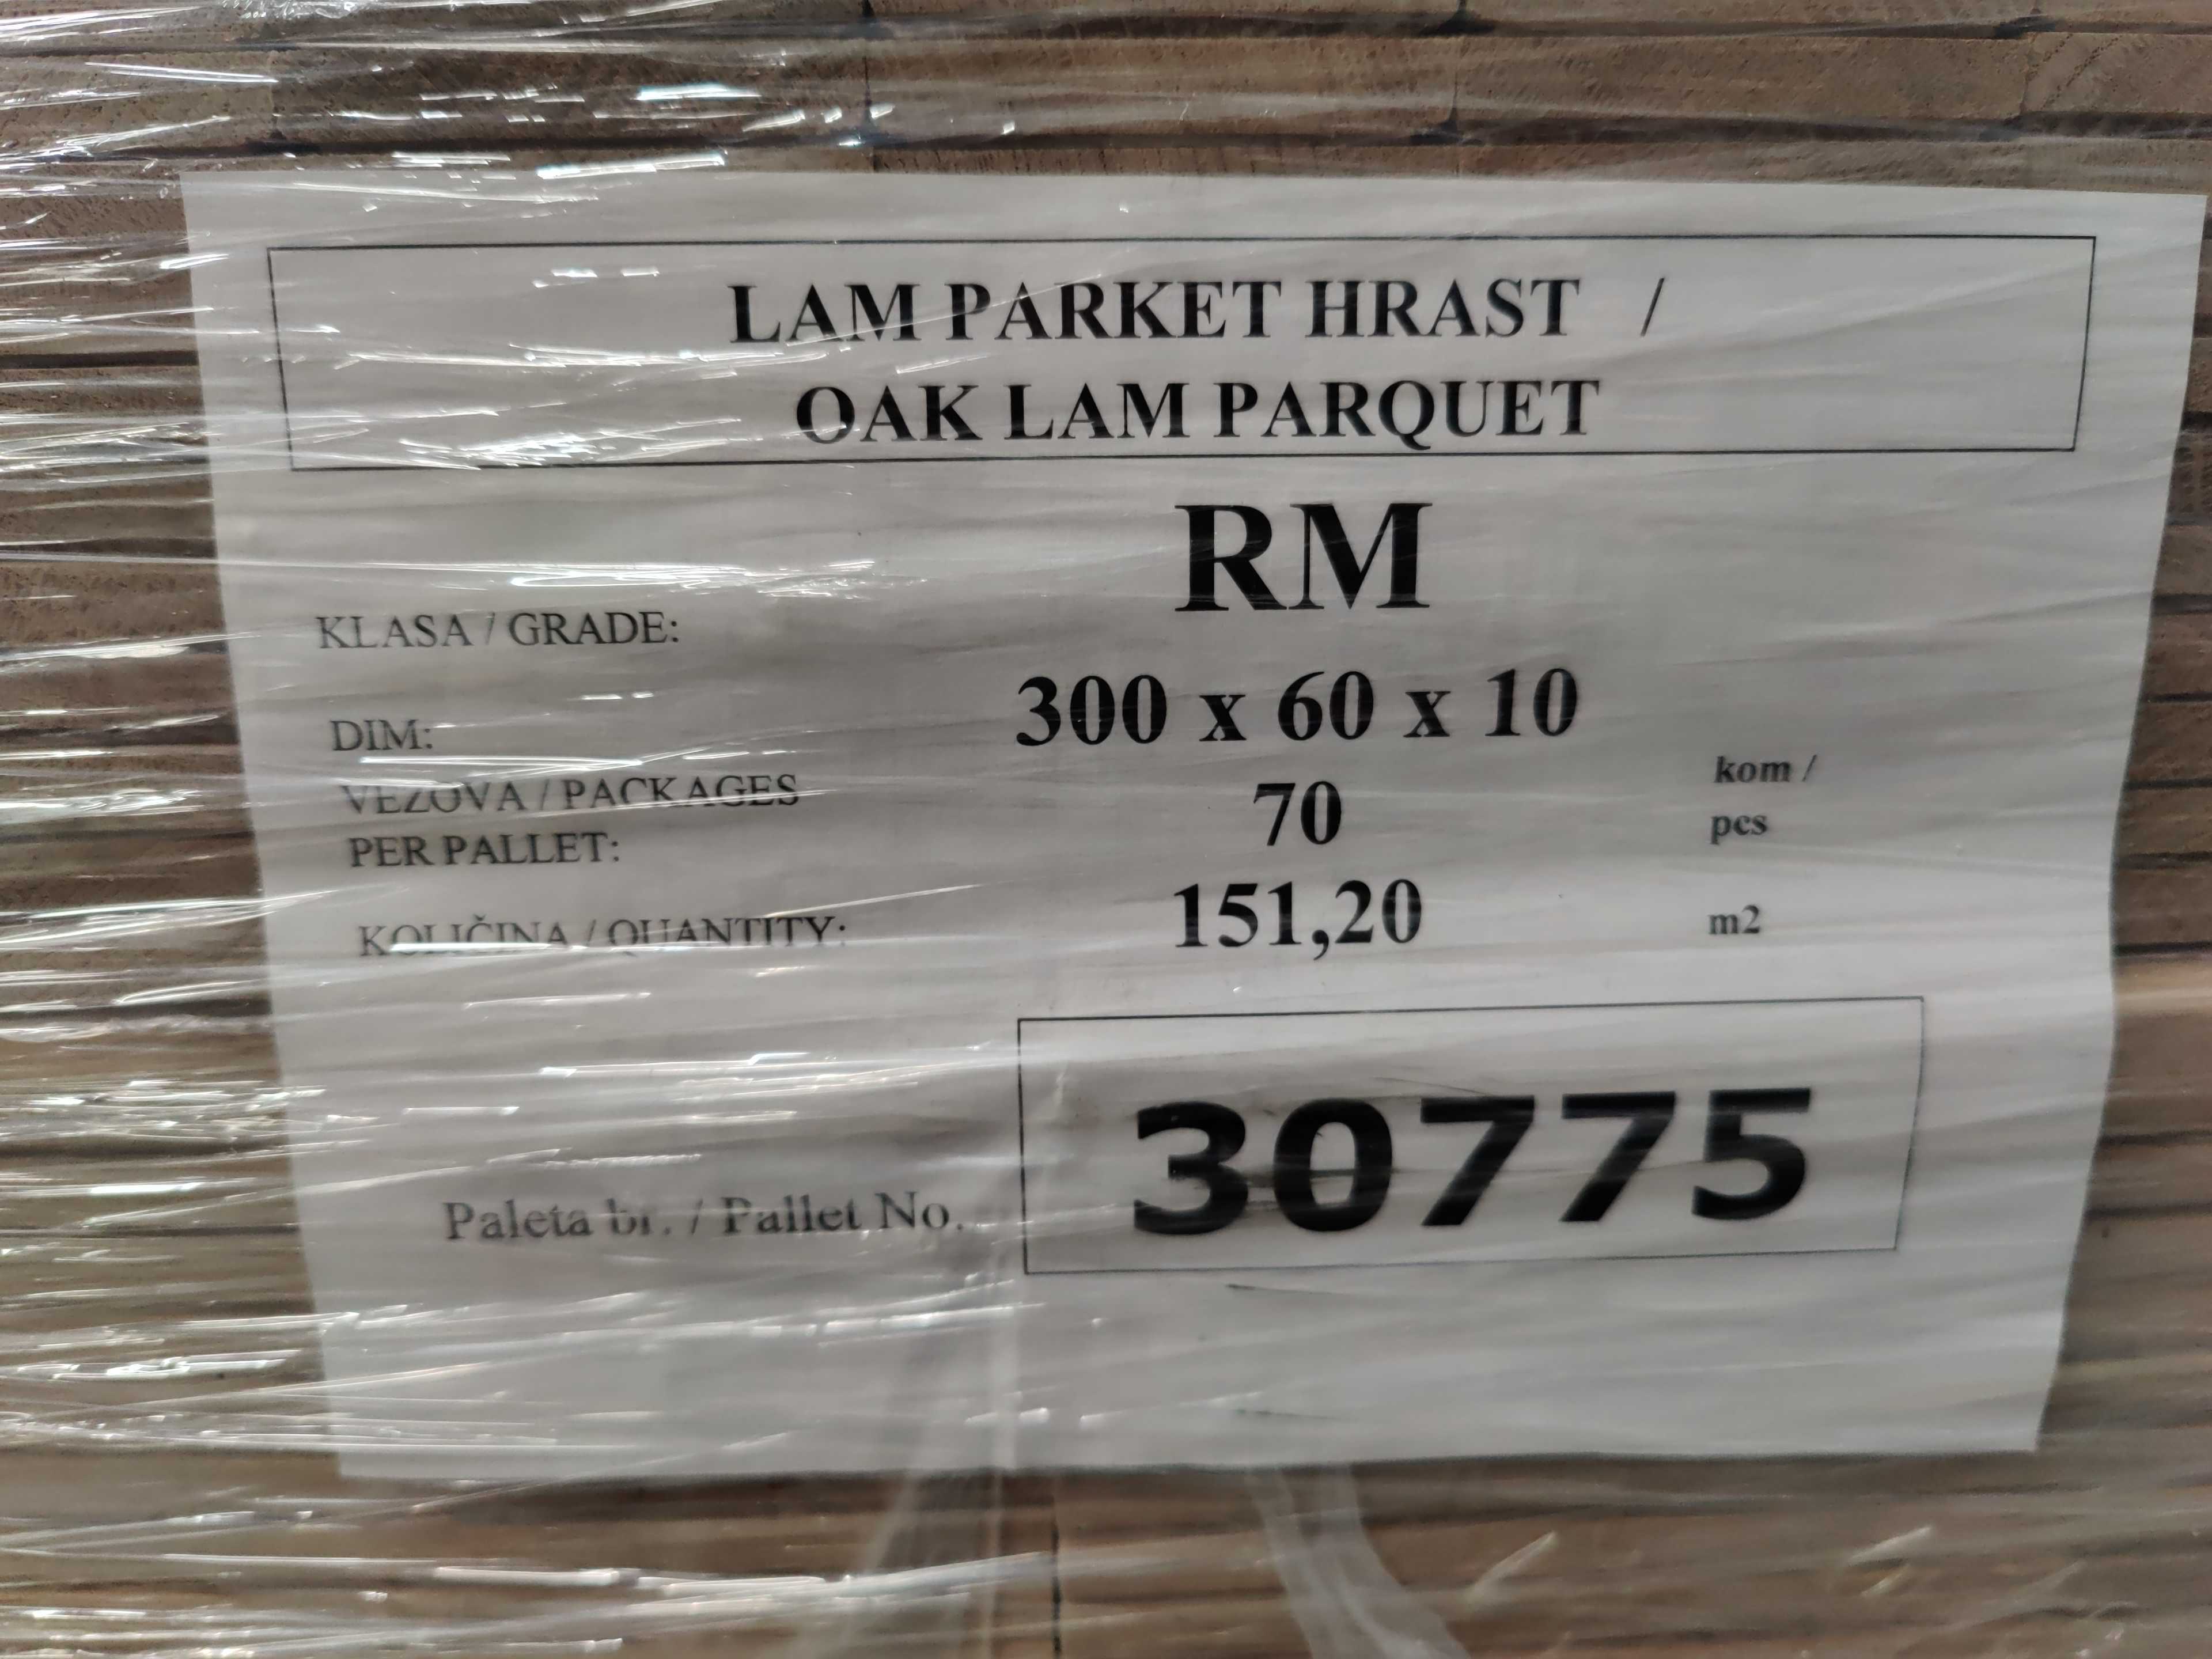 LAM PARKET HRAST /
OAK LAM PARQUET
KLASA / GRADE: RM
DIM: 300 x 60 x 10
VEZOVA / PACKAGES
PER PALLET: 70 kom /
pcs
KOLIČINA / QUANTITY: 151,20 m2
Paleta br. / Pallet No. 30775